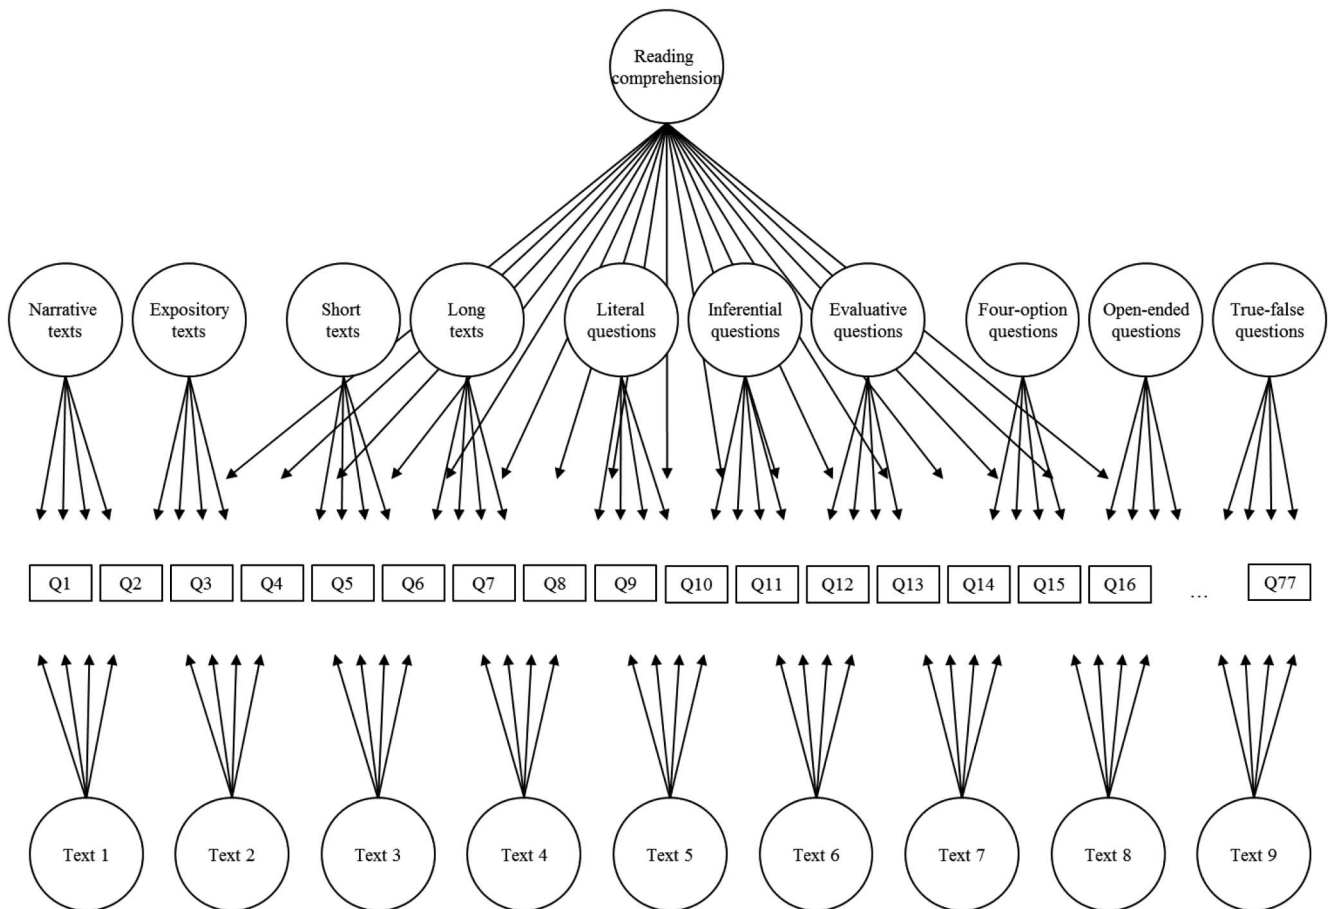 Reading
comprehension
Narrative
texts
Expository
texts
Short
texts
Long
texts
Literal
questions
Inferential
questions
Evaluative
questions
Four-option
questions
Open-ended
questions
True-false
questions
Q1
Q2
Q3
Q4
Q5
Q6
Q7
Q8
Q9
Q10
Q11
Q12
Q13
Q14
Q15
Q16
...
Q77
Text 1
Text 2
Text 3
Text 4
Text 5
Text 6
Text 7
Text 8
Text 9